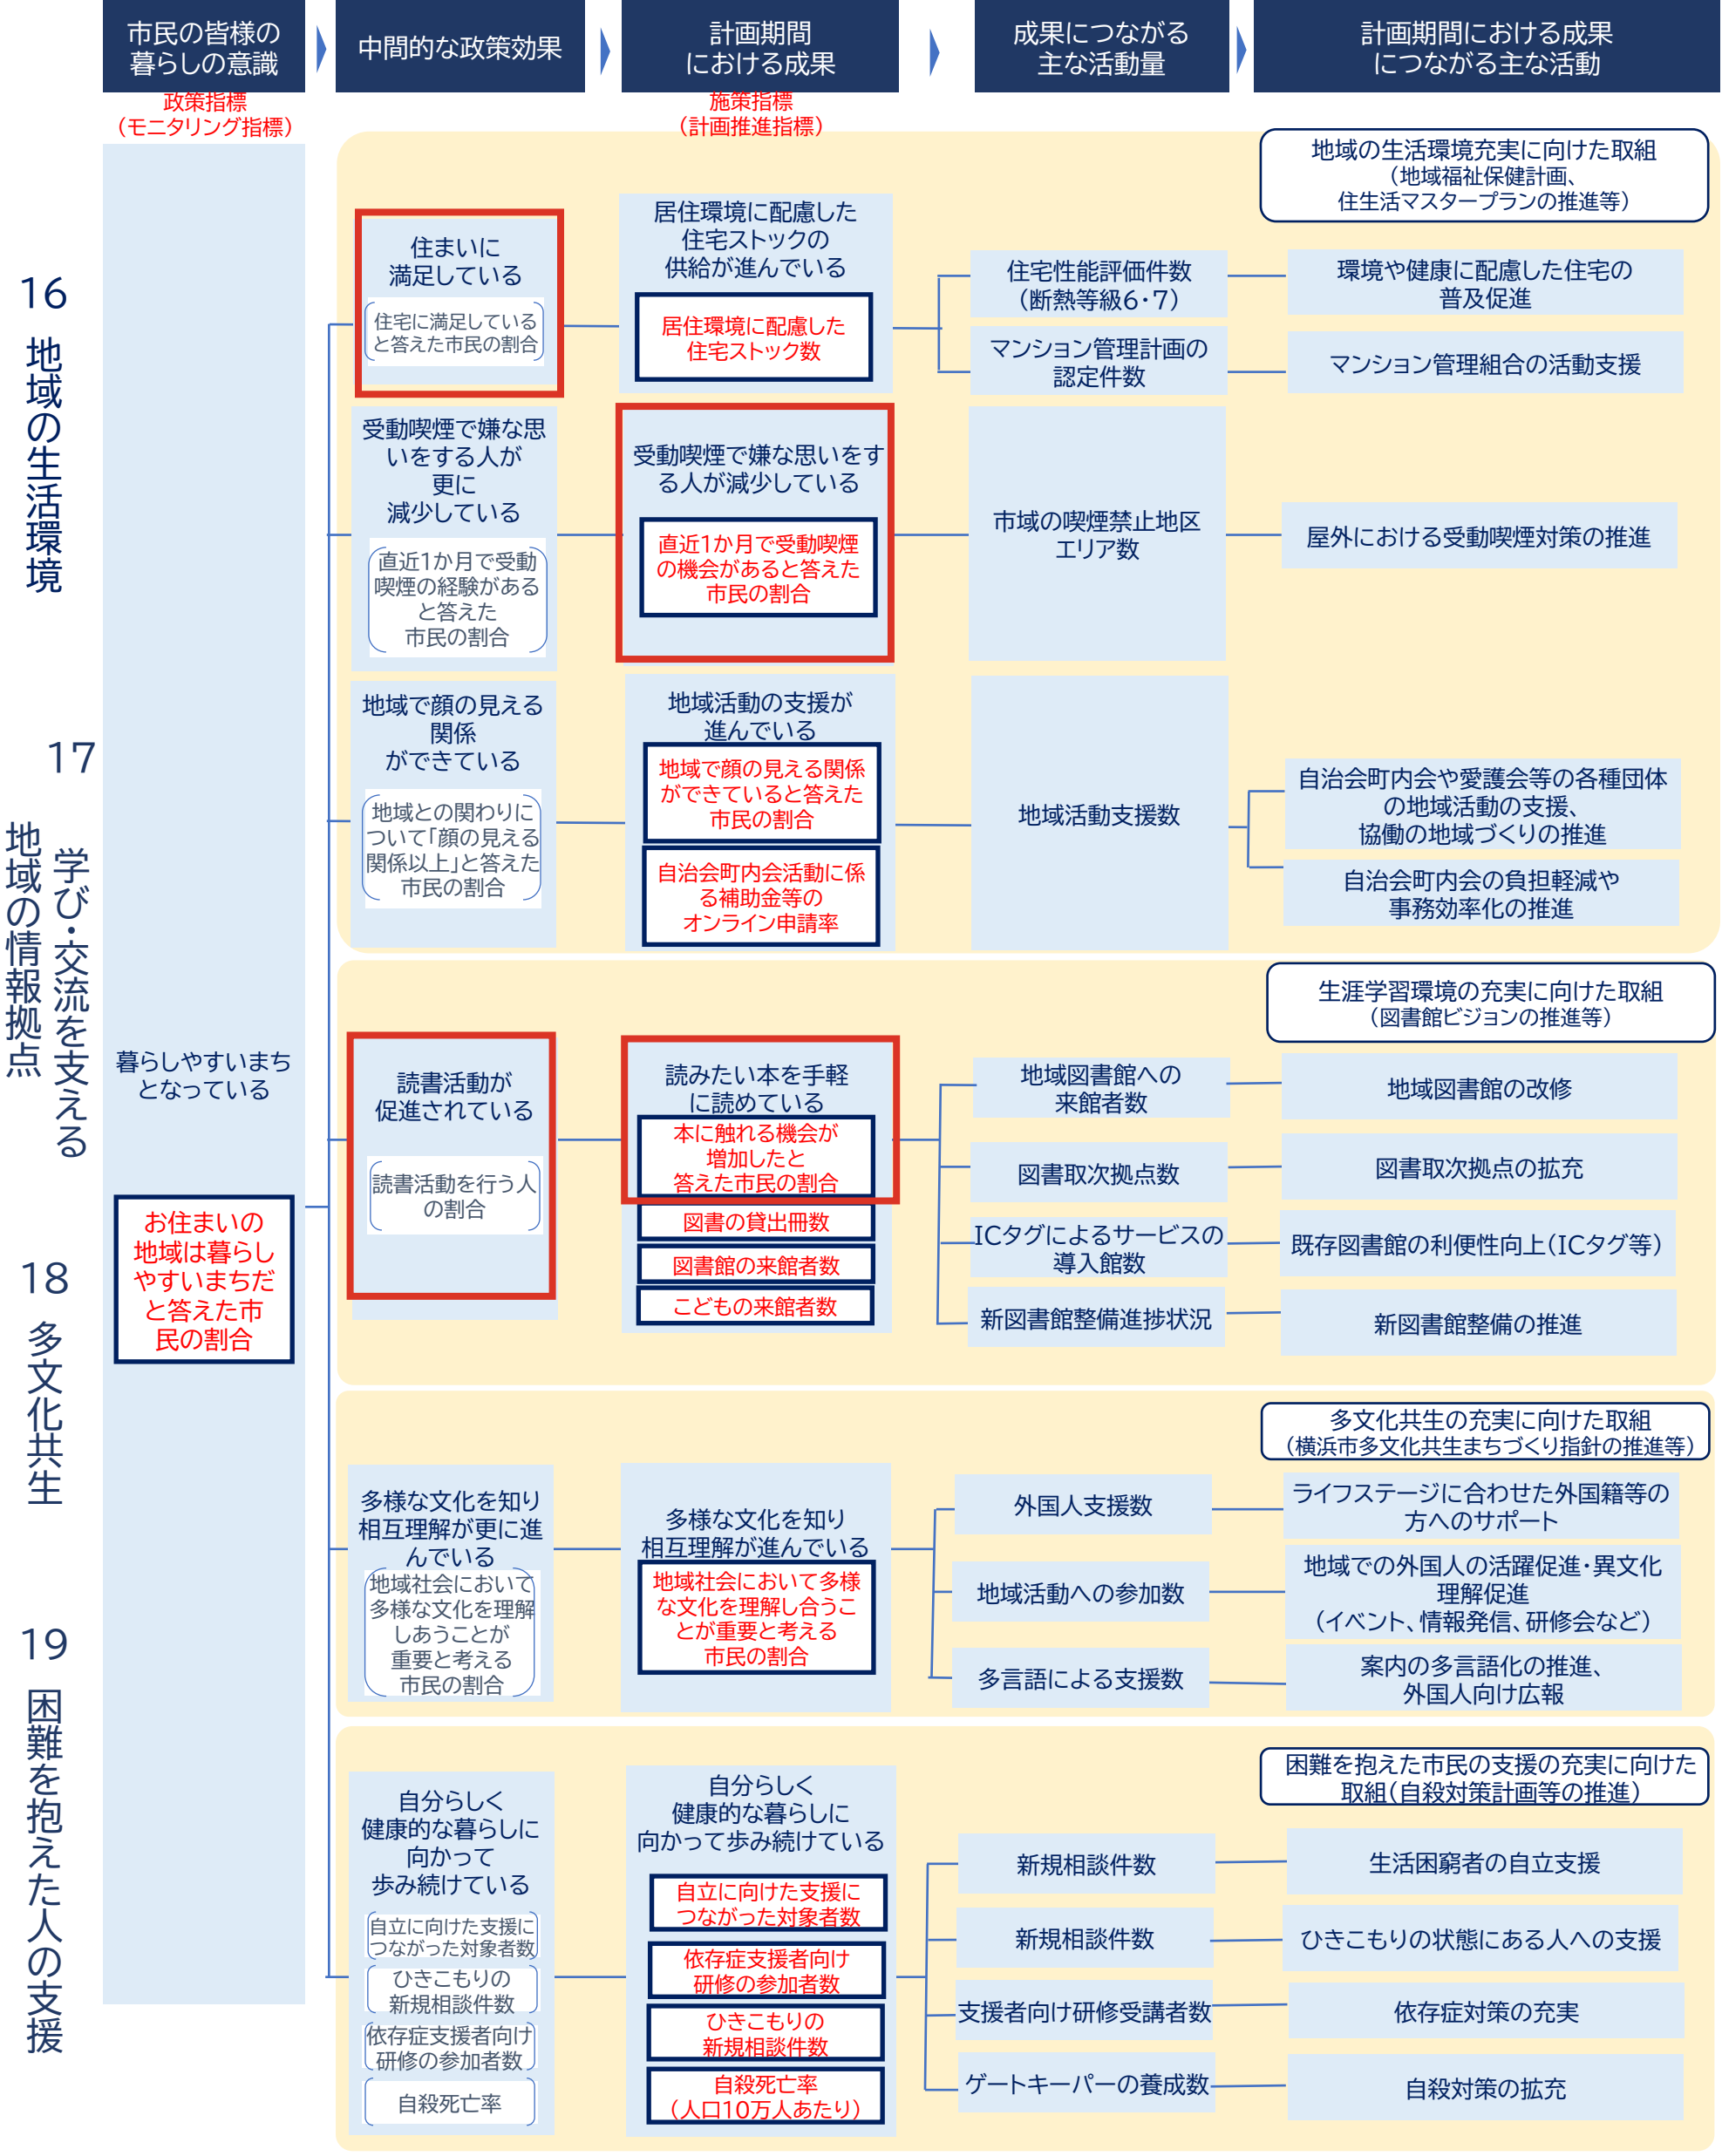 市民の皆様の
暮らしの意識
中間的な政策効果
計画期間
における成果
成果につながる
主な活動量
計画期間における成果
につながる主な活動
政策指標
（モニタリング指標）
施策指標
（計画推進指標）
16 地域の生活環境
17 学び・交流を支える
地域の情報拠点
18 多文化共生
19 困難を抱えた人の支援
暮らしやすいまち
となっている
お住まいの
地域は暮らし
やすいまちだ
と答えた市
民の割合
地域の生活環境充実に向けた取組
（地域福祉保健計画、
住生活マスタープランの推進等）
住まいに
満足している
住宅に満足している
と答えた市民の割合
居住環境に配慮した
住宅ストックの
供給が進んでいる
居住環境に配慮した
住宅ストック数
住宅性能評価件数
（断熱等級6・7）
環境や健康に配慮した住宅の
普及促進
マンション管理計画の
認定件数
マンション管理組合の活動支援
受動喫煙で嫌な思
いをする人が
更に
減少している
直近1か月で受動
喫煙の経験がある
と答えた
市民の割合
受動喫煙で嫌な思いをす
る人が減少している
直近1か月で受動喫煙
の機会があると答えた
市民の割合
市域の喫煙禁止地区
エリア数
屋外における受動喫煙対策の推進
地域で顔の見える
関係
ができている
地域との関わりに
ついて「顔の見える
関係以上」と答えた
市民の割合
地域活動の支援が
進んでいる
地域で顔の見える関係
ができていると答えた
市民の割合
自治会町内会活動に係
る補助金等の
オンライン申請率
地域活動支援数
自治会町内会や愛護会等の各種団体
の地域活動の支援、
協働の地域づくりの推進
自治会町内会の負担軽減や
事務効率化の推進
生涯学習環境の充実に向けた取組
（図書館ビジョンの推進等）
読書活動が
促進されている
読書活動を行う人
の割合
読みたい本を手軽
に読めている
本に触れる機会が
増加したと
答えた市民の割合
図書の貸出冊数
図書館の来館者数
こどもの来館者数
地域図書館への
来館者数
地域図書館の改修
図書取次拠点数
図書取次拠点の拡充
ICタグによるサービスの
導入館数
既存図書館の利便性向上（ICタグ等）
新図書館整備進捗状況
新図書館整備の推進
多文化共生の充実に向けた取組
（横浜市多文化共生まちづくり指針の推進等）
多様な文化を知り
相互理解が更に進
んでいる
地域社会において
多様な文化を理解
しあうことが
重要と考える
市民の割合
多様な文化を知り
相互理解が進んでいる
地域社会において多様
な文化を理解し合うこ
とが重要と考える
市民の割合
外国人支援数
ライフステージに合わせた外国籍等の
方へのサポート
地域活動への参加数
地域での外国人の活躍促進・異文化
理解促進
（イベント、情報発信、研修会など）
多言語による支援数
案内の多言語化の推進、
外国人向け広報
困難を抱えた市民の支援の充実に向けた
取組（自殺対策計画等の推進）
自分らしく
健康的な暮らしに
向かって
歩み続けている
自立に向けた支援に
つながった対象者数
ひきこもりの
新規相談件数
依存症支援者向け
研修の参加者数
自殺死亡率
自分らしく
健康的な暮らしに
向かって歩み続けている
自立に向けた支援に
つながった対象者数
依存症支援者向け
研修の参加者数
ひきこもりの
新規相談件数
自殺死亡率
（人口10万人あたり）
新規相談件数
生活困窮者の自立支援
新規相談件数
ひきこもりの状態にある人への支援
支援者向け研修受講者数
依存症対策の充実
ゲートキーパーの養成数
自殺対策の拡充